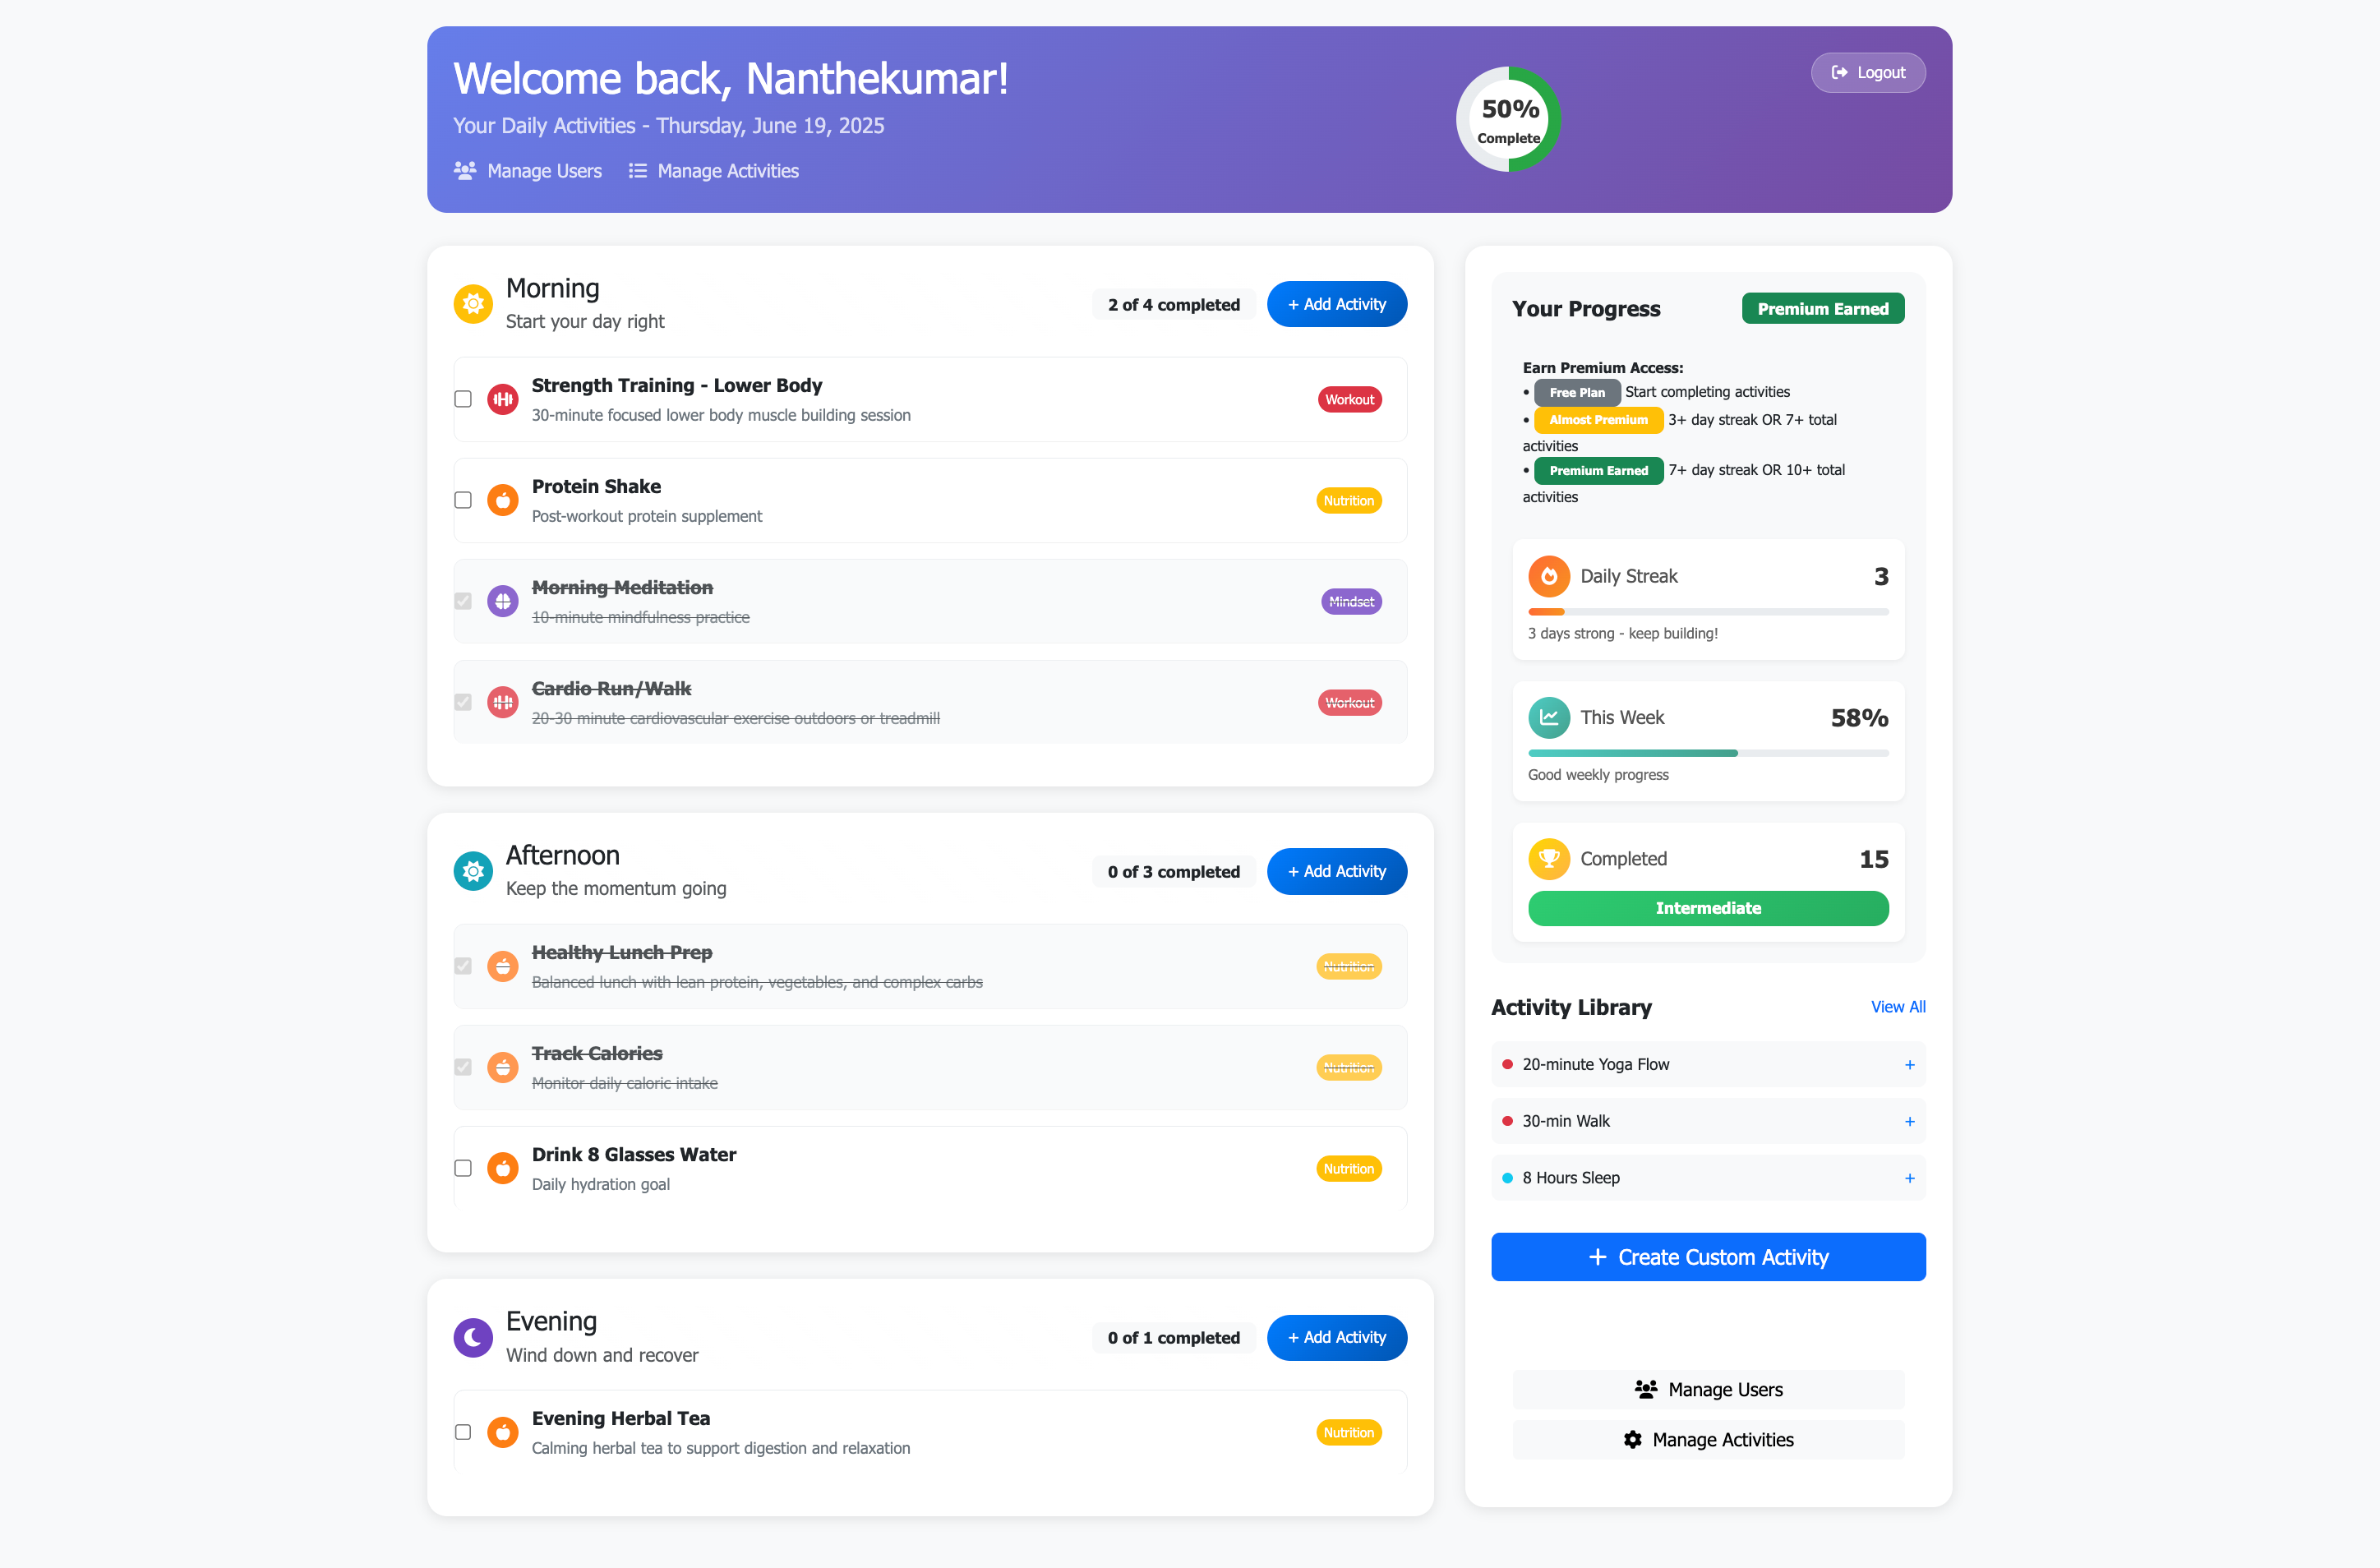 Welcome back, Nanthekumar!
Your Daily Activities - Thursday, June 19, 2025
Manage Users
Manage Activities
50%
Complete
Logout
Morning
Start your day right
2 of 4 completed
+ Add Activity
Strength Training - Lower Body
30-minute focused lower body muscle building session
Workout
Protein Shake
Post-workout protein supplement
Nutrition
Morning Meditation
10-minute mindfulness practice
Mindset
Cardio Run/Walk
20-30 minute cardiovascular exercise outdoors or treadmill
Workout
Afternoon
Keep the momentum going
0 of 3 completed
+ Add Activity
Healthy Lunch Prep
Balanced lunch with lean protein, vegetables, and complex carbs
Nutrition
Track Calories
Monitor daily caloric intake
Nutrition
Drink 8 Glasses Water
Daily hydration goal
Nutrition
Evening
Wind down and recover
0 of 1 completed
+ Add Activity
Evening Herbal Tea
Calming herbal tea to support digestion and relaxation
Nutrition
Your Progress
Premium Earned
Earn Premium Access:
• Free Plan Start completing activities
• Almost Premium 3+ day streak OR 7+ total
activities
• Premium Earned 7+ day streak OR 10+ total
activities
Daily Streak
3
3 days strong - keep building!
This Week
58%
Good weekly progress
Completed
15
Intermediate
Activity Library
View All
20-minute Yoga Flow
+
30-min Walk
+
8 Hours Sleep
+
+ Create Custom Activity
Manage Users
Manage Activities